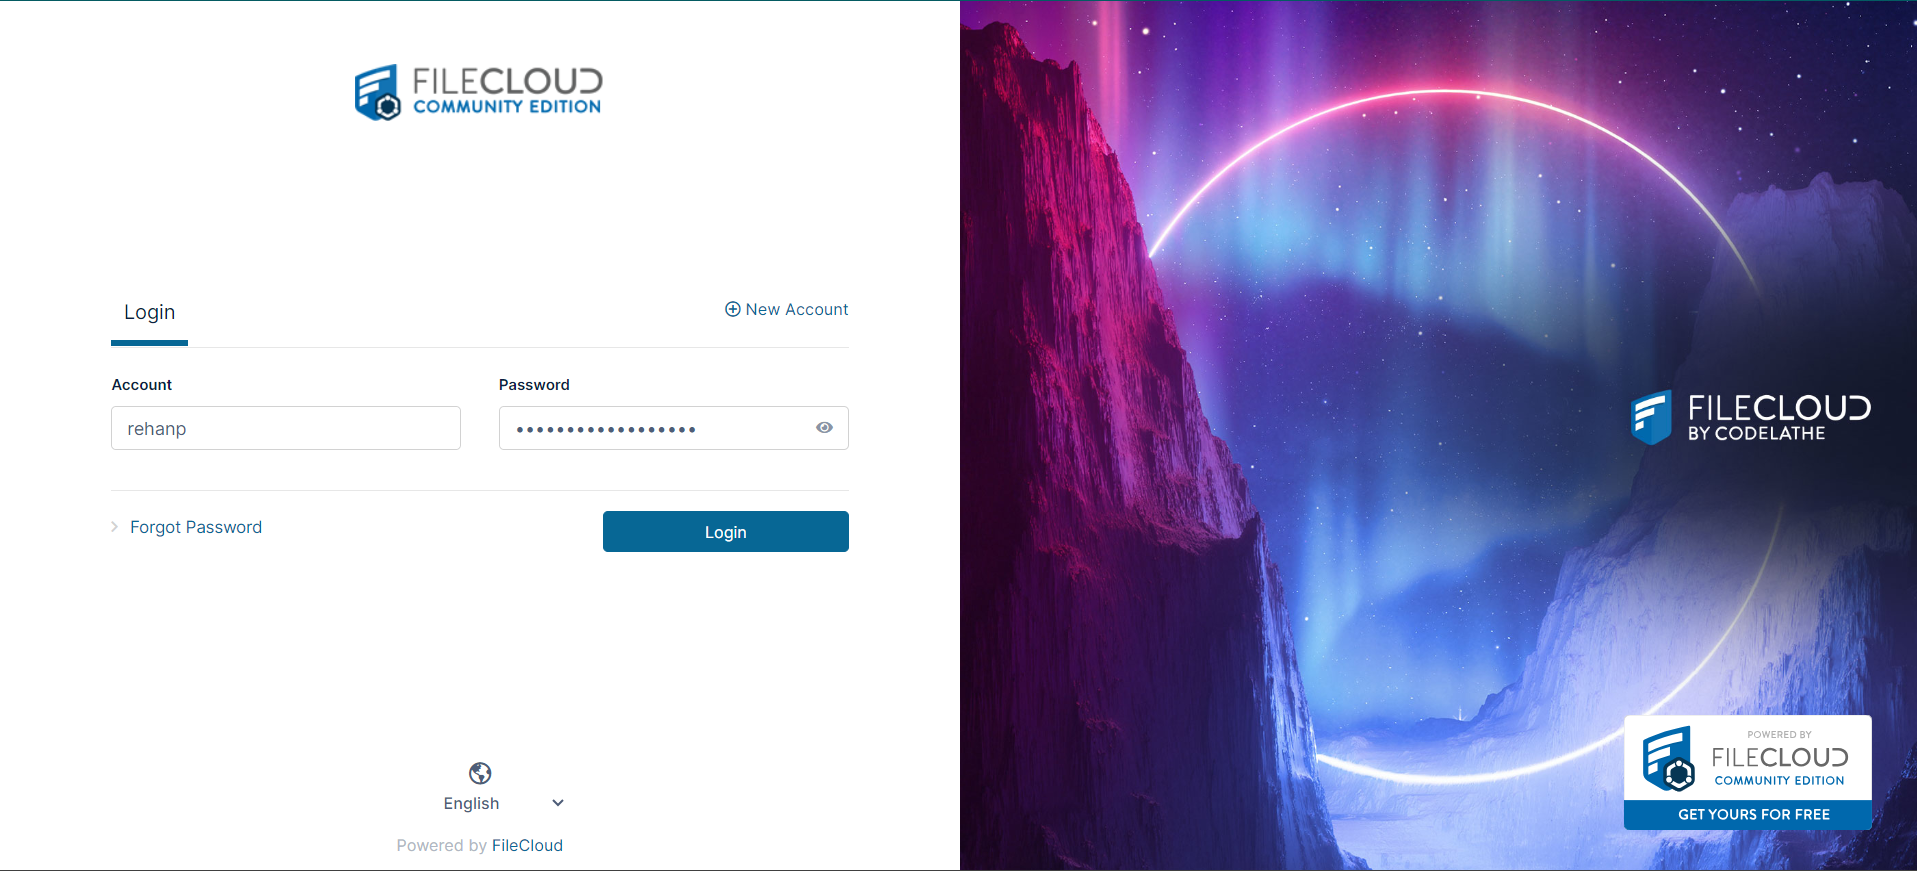 FILECLOUD
COMMUNITY EDITION
Login
New Account
Account
Password
rehanp
••••••••••••••••••
Forgot Password
Login
English
Powered by FileCloud
FILECLOUD
BY CODELATHE
POWERED BY
FILECLOUD
COMMUNITY EDITION
GET YOURS FOR FREE